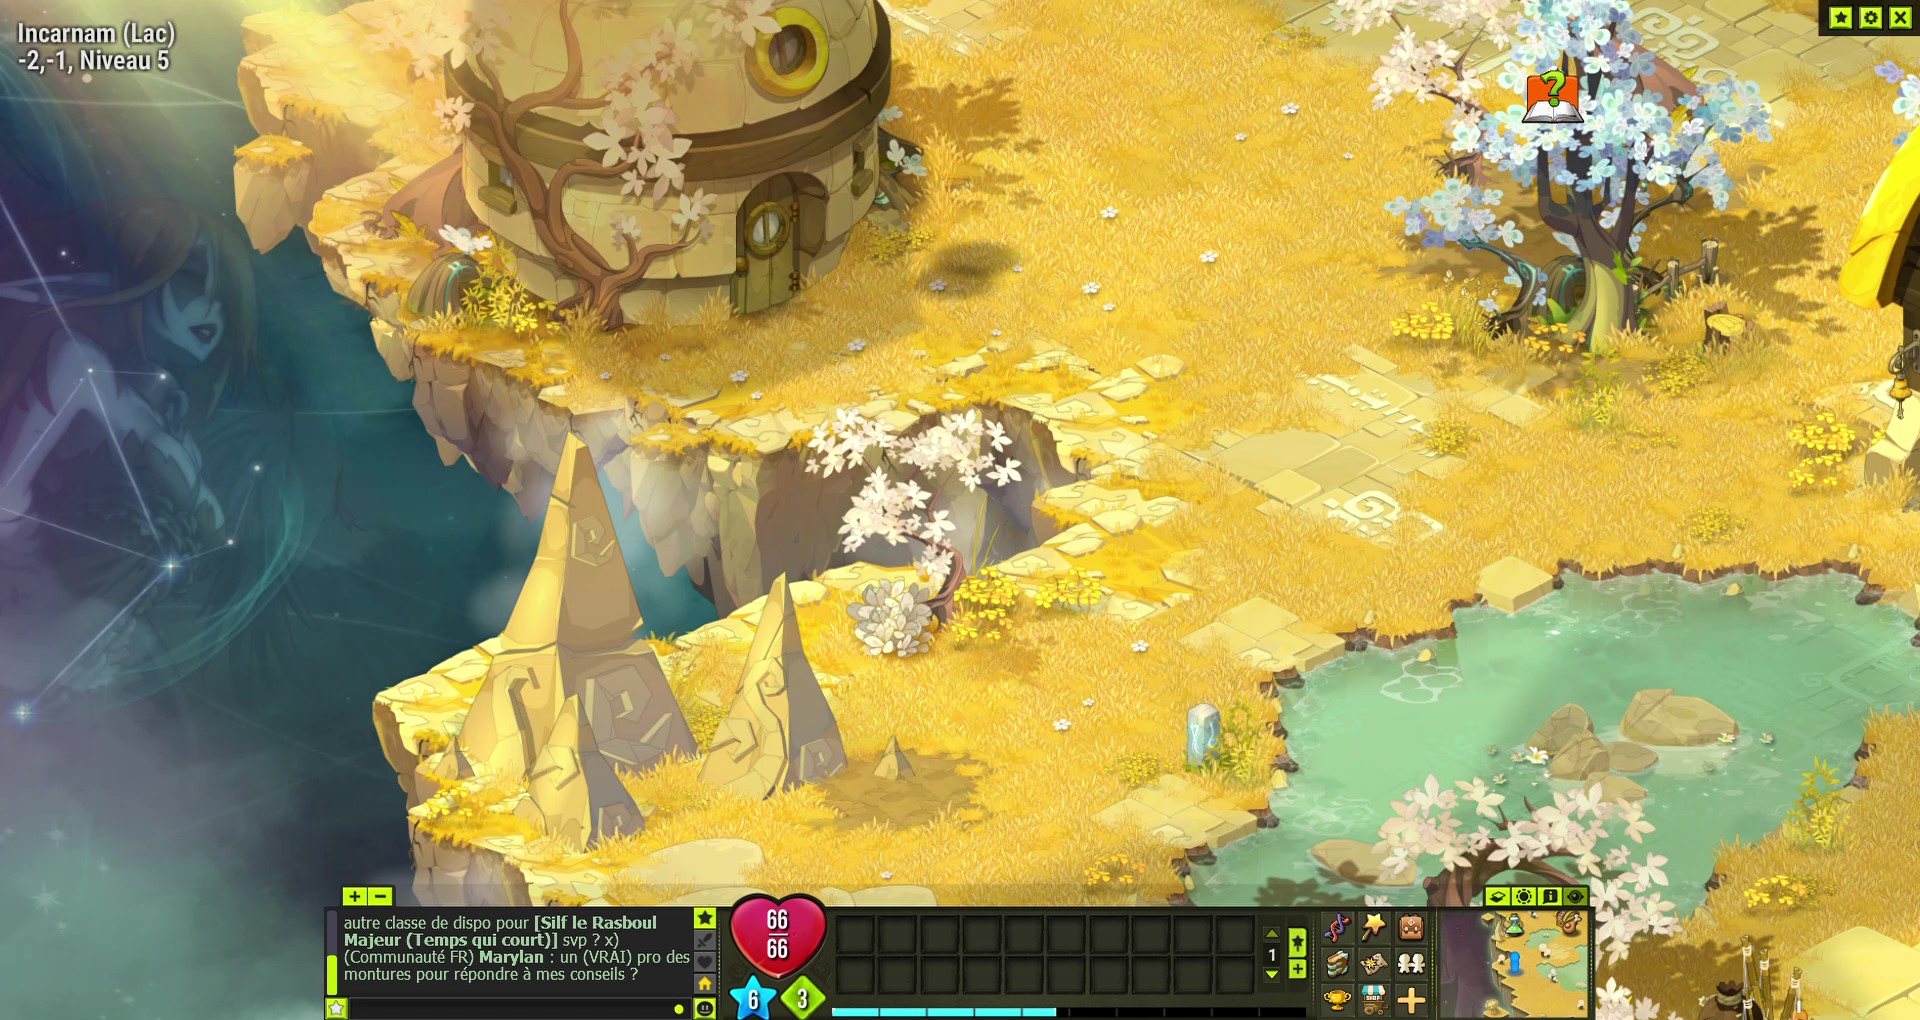 Incarnam (Lac)
-2,-1, Niveau 5
autre classe de dispo pour [Silf le Rasboul
Majeur (Temps qui court)] svp ? x)
(Communauté FR) Marylan : un (VRAI) pro des
montures pour répondre à mes conseils ?
66
66
6
3
1
SHOP